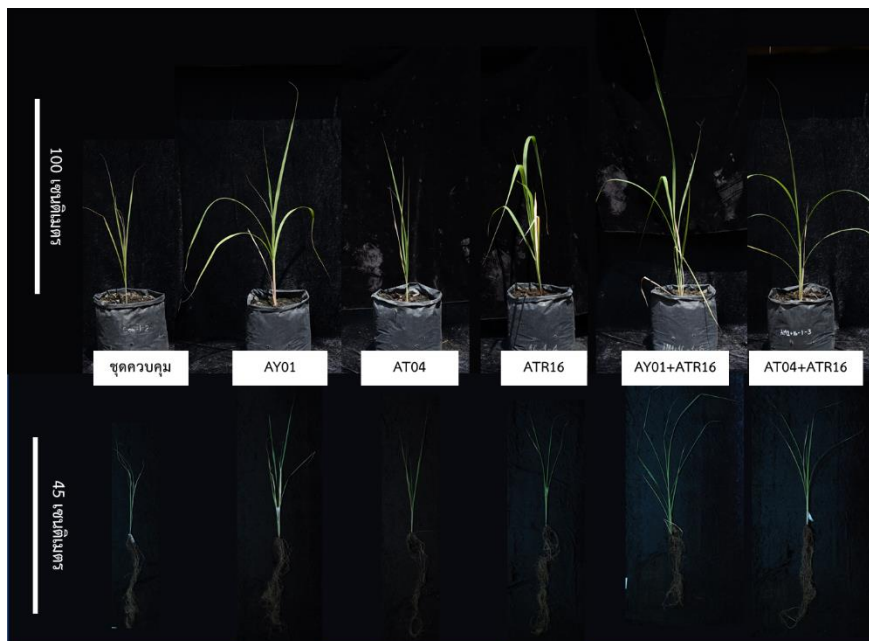 100 เซนติเมตร
ชุดควบคุม
AY01
AT04
ATR16
AY01+ATR16
AT04+ATR16
45 เซนติเมตร